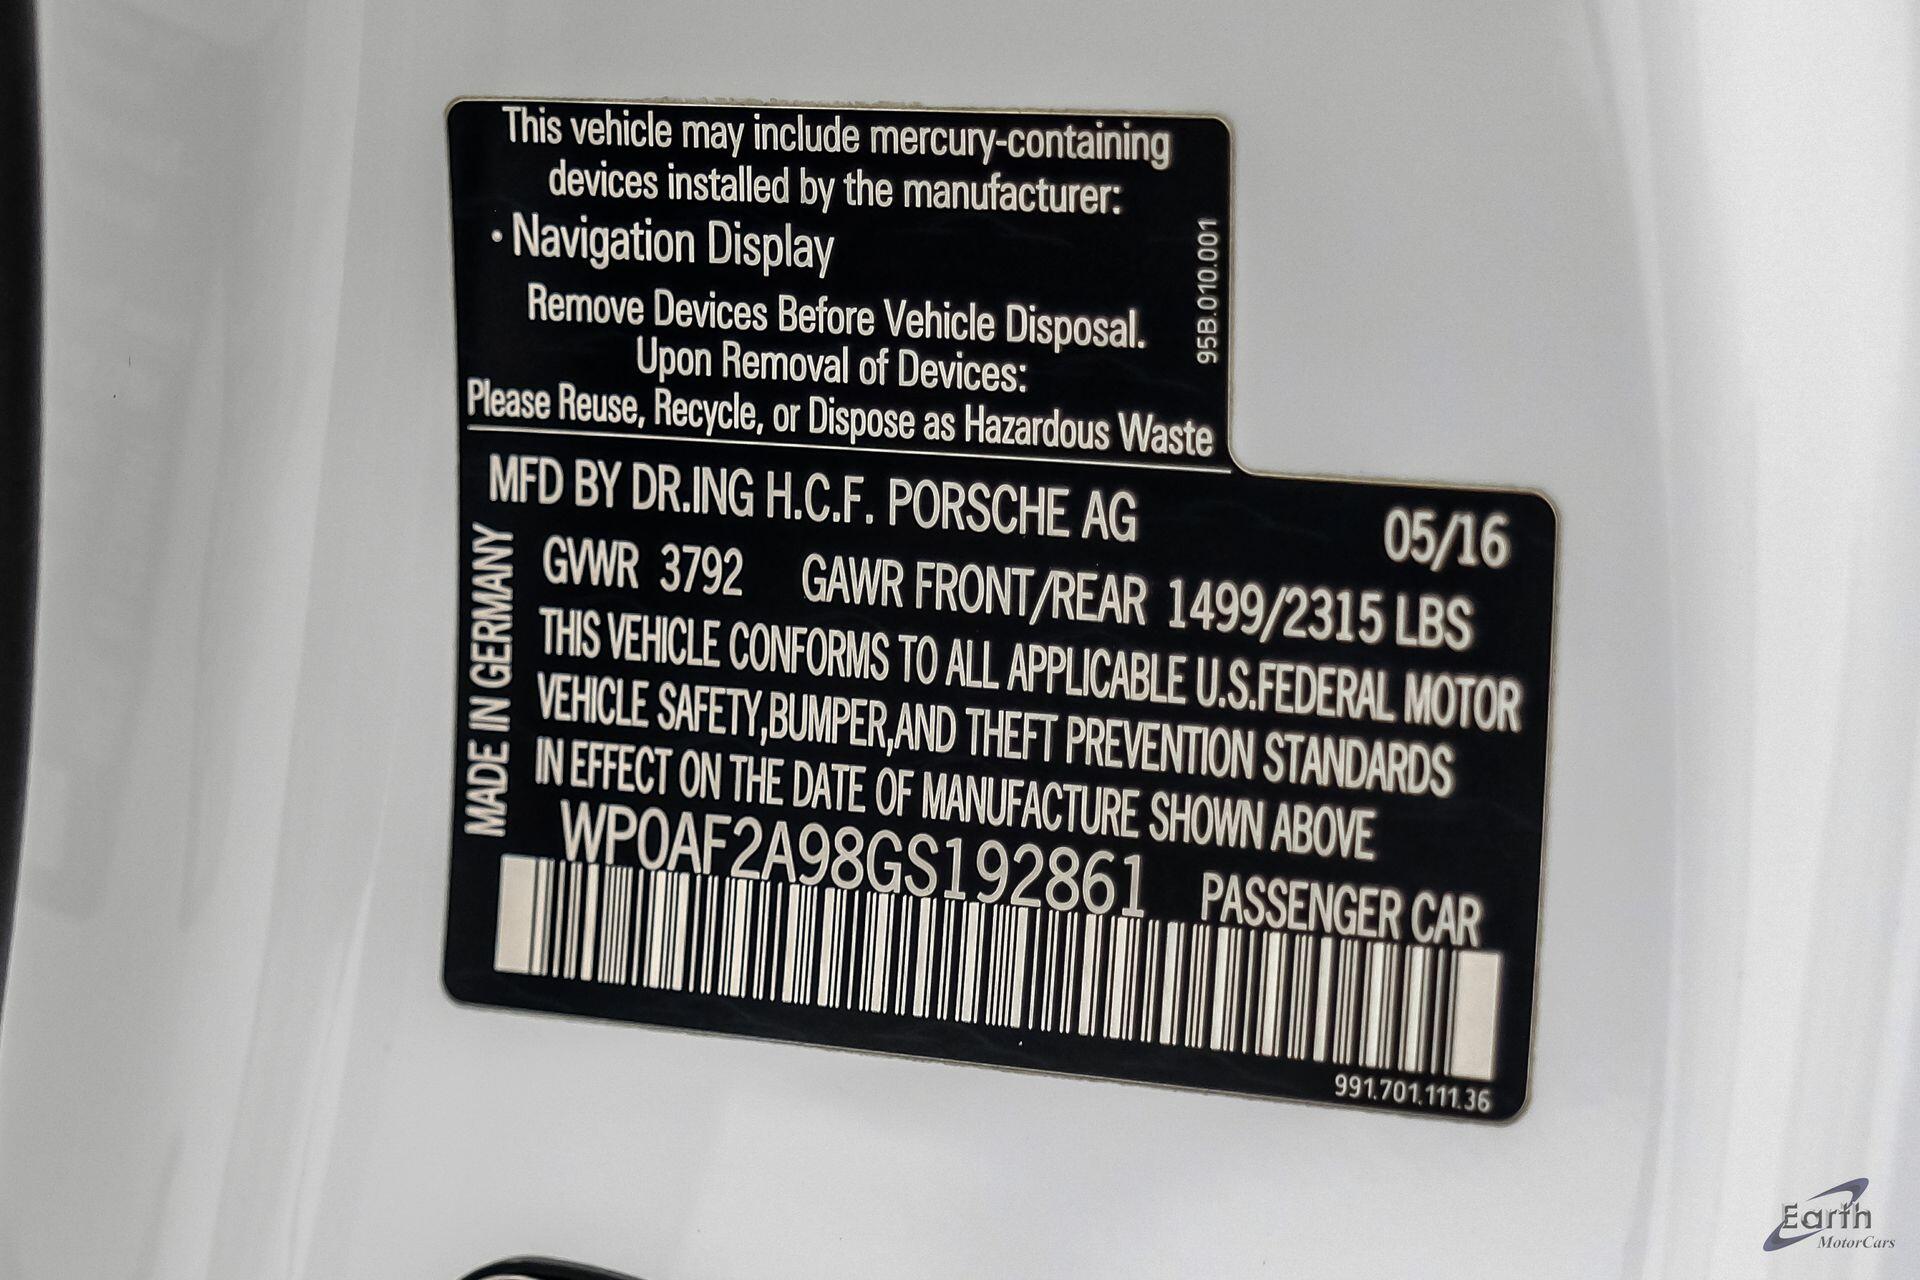 This vehicle may include mercury-containing
devices installed by the manufacturer:
• Navigation Display
Remove Devices Before Vehicle Disposal.
Upon Removal of Devices:
Please Reuse, Recycle, or Dispose as Hazardous Waste
95B.010.001
MFD BY DR.ING H.C.F. PORSCHE AG 05/16
GVWR 3792 GAWR FRONT/REAR 1499/2315 LBS
THIS VEHICLE CONFORMS TO ALL APPLICABLE U.S.FEDERAL MOTOR
VEHICLE SAFETY,BUMPER,AND THEFT PREVENTION STANDARDS
IN EFFECT ON THE DATE OF MANUFACTURE SHOWN ABOVE
WP0AF2A98GS192861 PASSENGER CAR
MADE IN GERMANY
991.701.111.36
Earth
MotorCars